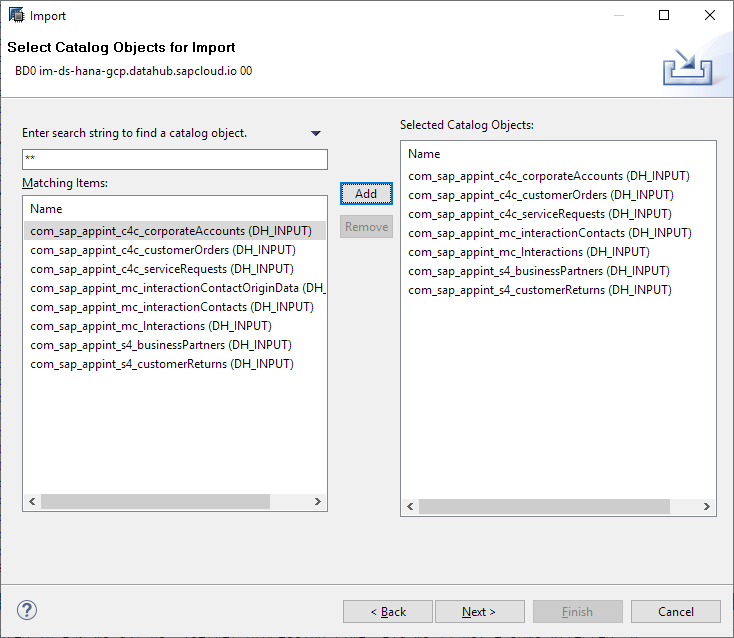 Import
Select Catalog Objects for Import
BD0 im-ds-hana-gcp.datahub.sapcloud.io 00
Enter search string to find a catalog object.
**
Matching Items:
Name
com_sap_appint_c4c_corporateAccounts (DH_INPUT)
com_sap_appint_c4c_customerOrders (DH_INPUT)
com_sap_appint_c4c_serviceRequests (DH_INPUT)
com_sap_appint_mc_interactionContactOriginData (DH_
com_sap_appint_mc_interactionContacts (DH_INPUT)
com_sap_appint_mc_Interactions (DH_INPUT)
com_sap_appint_s4_businessPartners (DH_INPUT)
com_sap_appint_s4_customerReturns (DH_INPUT)
Add
Remove
Selected Catalog Objects:
Name
com_sap_appint_c4c_corporateAccounts (DH_INPUT)
com_sap_appint_c4c_customerOrders (DH_INPUT)
com_sap_appint_c4c_serviceRequests (DH_INPUT)
com_sap_appint_mc_interactionContacts (DH_INPUT)
com_sap_appint_mc_Interactions (DH_INPUT)
com_sap_appint_s4_businessPartners (DH_INPUT)
com_sap_appint_s4_customerReturns (DH_INPUT)
?
< Back
Next >
Finish
Cancel